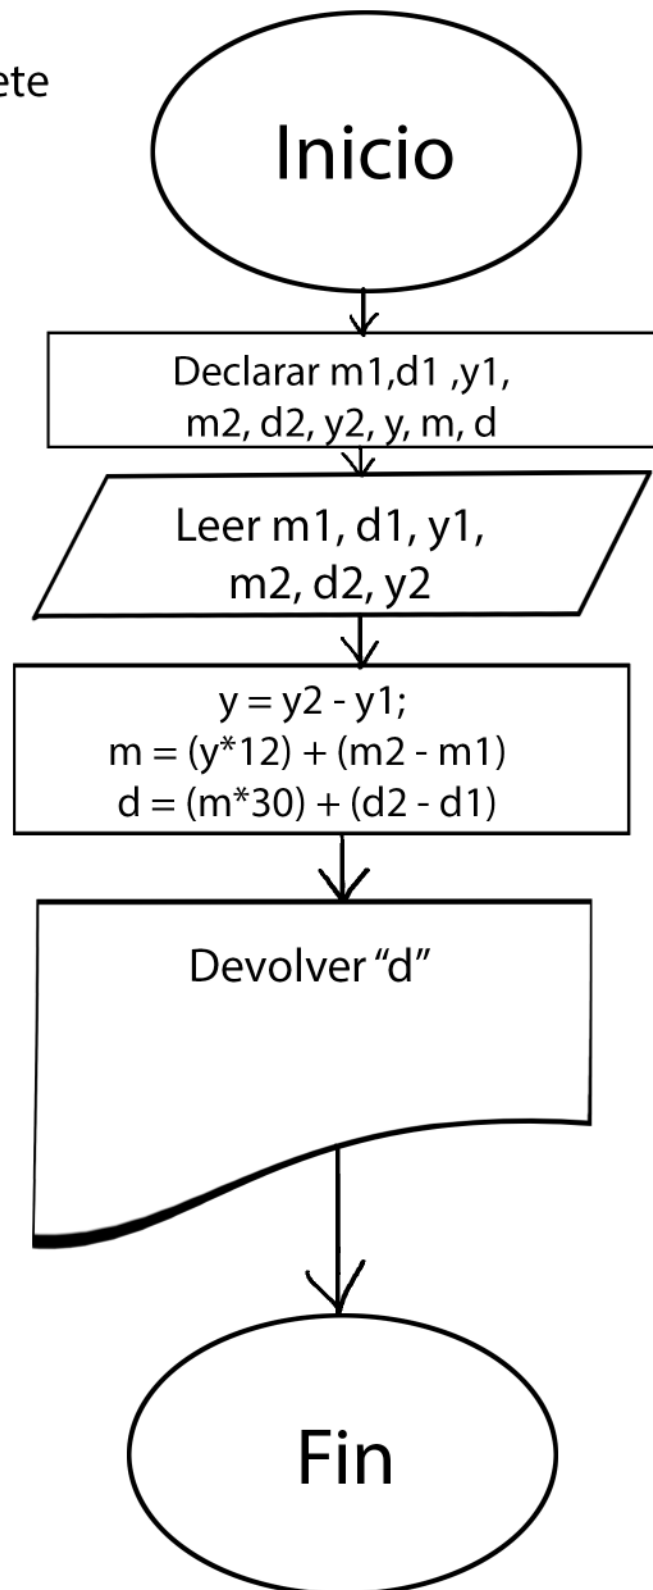 Inicio
Declarar m1,d1 ,y1,
m2, d2, y2, y, m, d
Leer m1, d1, y1,
m2, d2, y2
y = y2 - y1;
m = (y*12) + (m2 - m1)
d = (m*30) + (d2 - d1)
Devolver “d”
Fin